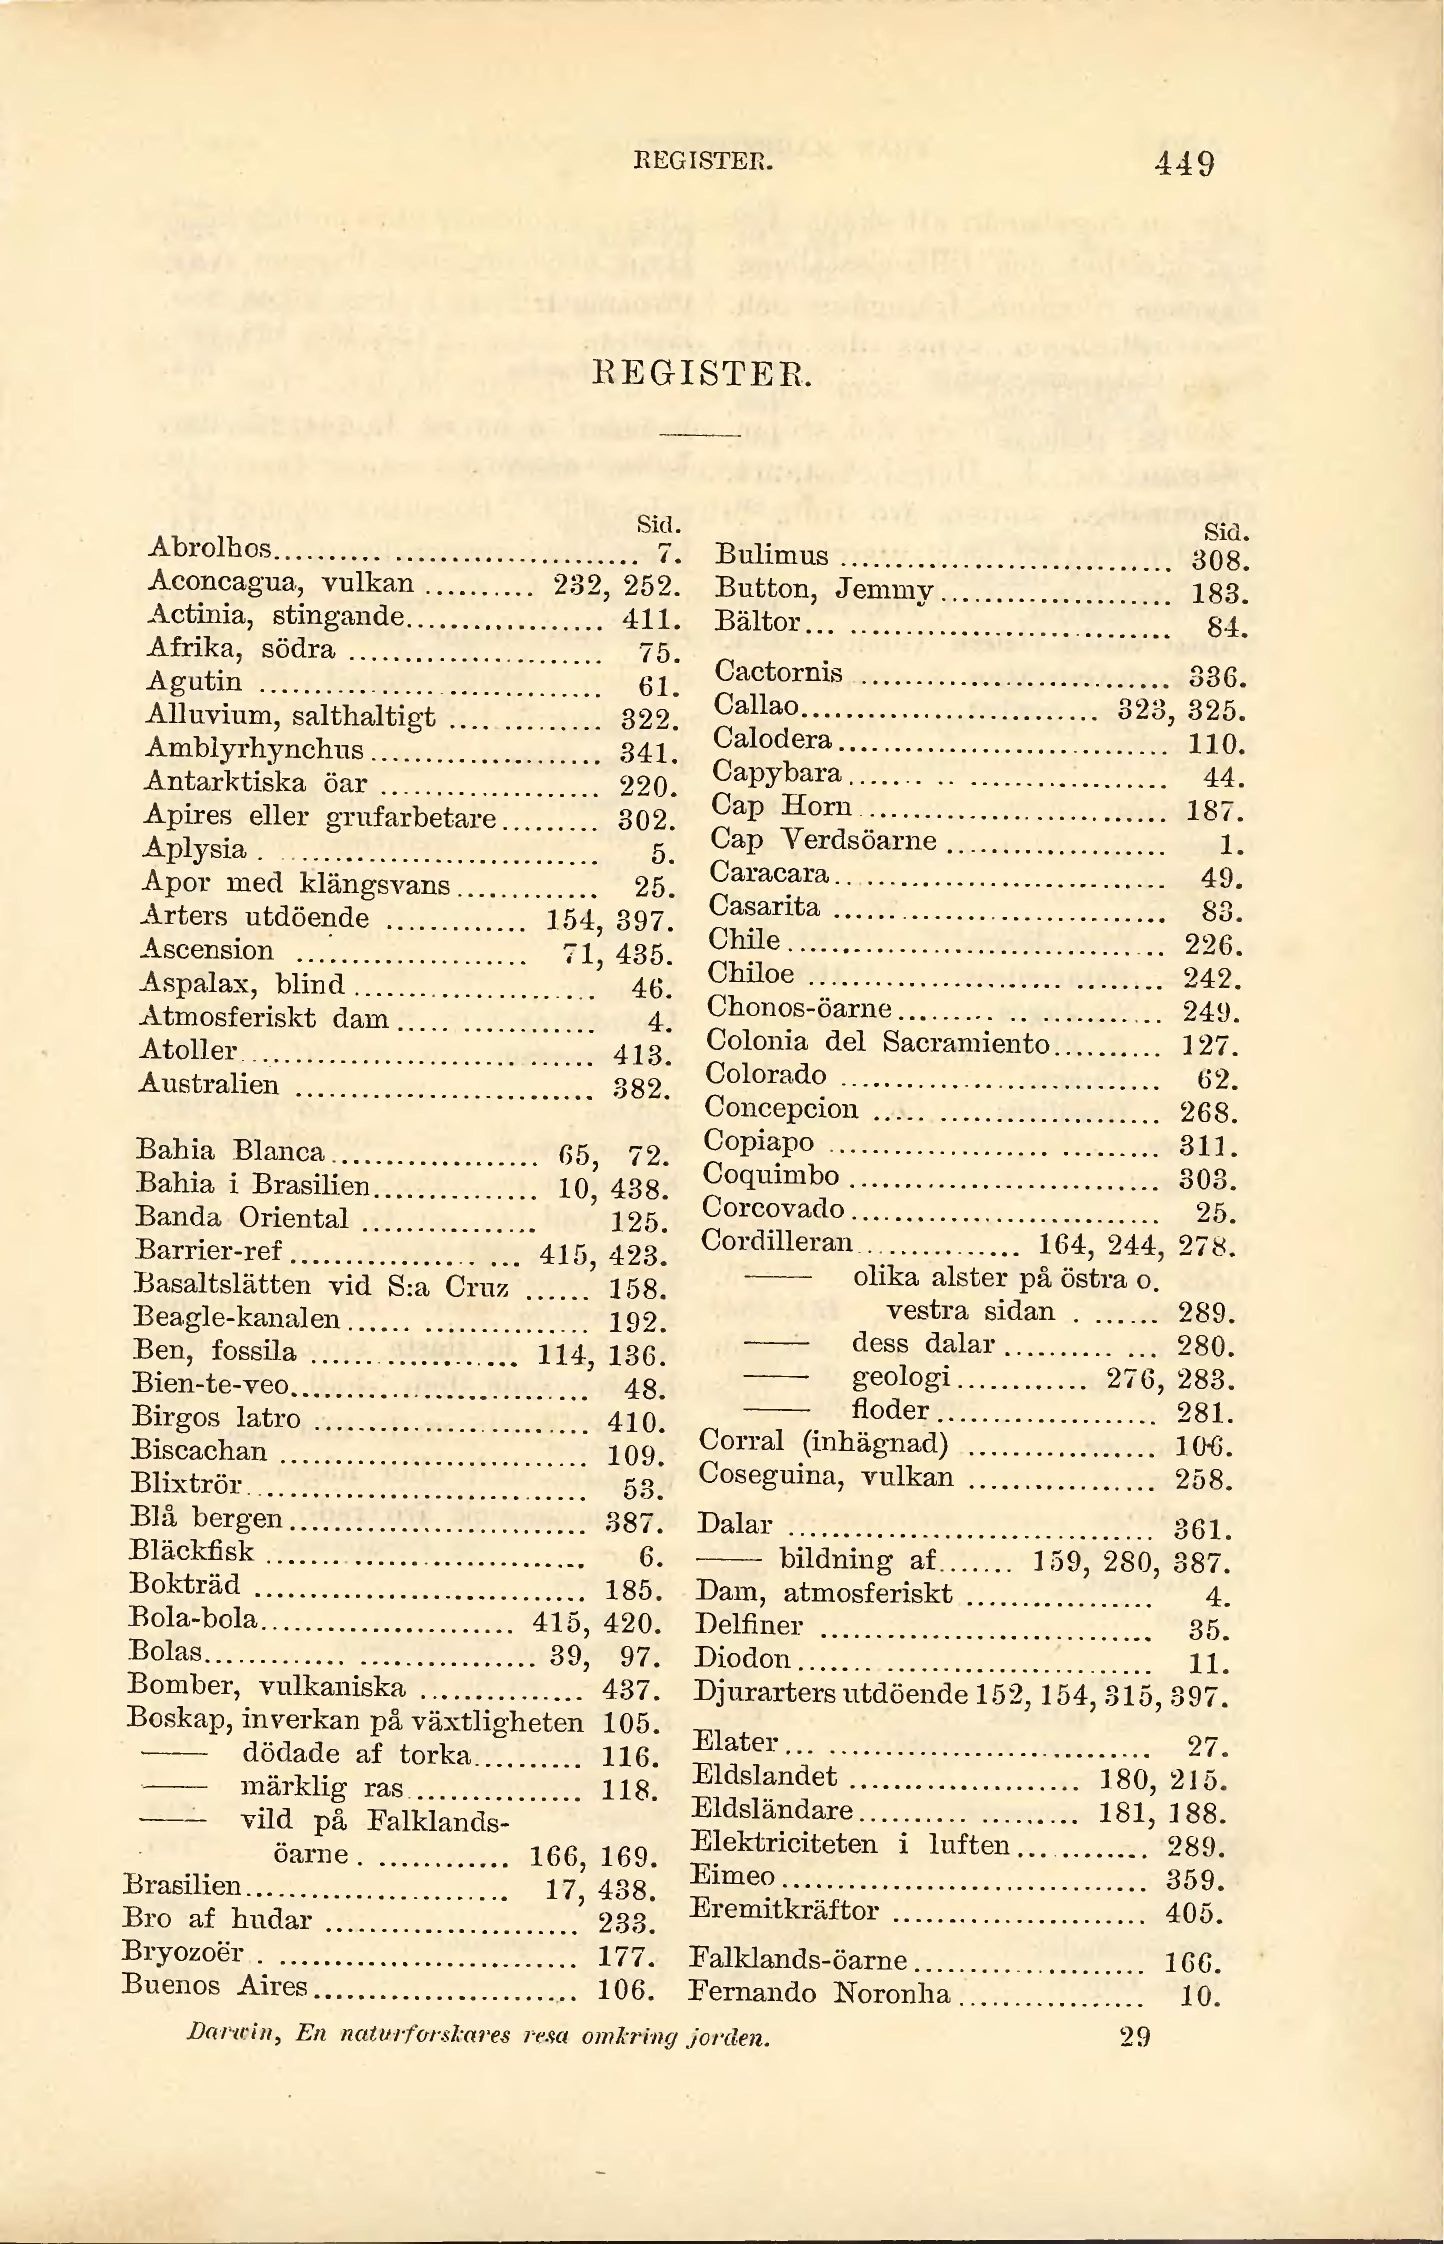 REGISTER. 449
REGISTER.
Sid.
Abrolhos........................ 7.
Aconcagua, vulkan .......... 232, 252.
Actinia, stingande.................. 411.
Afrika, södra ........................ 75.
Agutin ................................ 61.
Alluvium, salthaltigt .............. 322.
Amblyrhynchus ..................... 341.
Antarktiska öar .................... 220.
Apires eller grufarbetare......... 302.
Aplysia ............................... 5.
Apor med klängsvans............. 25.
Arters utdöende ............. 154, 397.
Ascension ..................... 71, 435.
Aspalax, blind ...................... 46.
Atmosferiskt dam .................. 4.
Atoller ................................ 413.
Australien ........................... 382.
Bahia Blanca................... 65, 72.
Bahia i Brasilien............... 10, 438.
Banda Oriental ................ 125.
Barrier-ref ..................... 415, 423.
Basaltslätten vid S:a Cruz ...... 158.
Beagle-kanalen ..................... 192.
Ben, fossila ................... 114, 136.
Bien-te-veo........................... 48.
Birgos latro ......................... 410.
Biscachan ............................ 109.
Blixtrör ............................... 53.
Blå bergen........................... 387.
Bläckfisk ............................. 6.
Bokträd ............................... 185.
Bola-bola....................... 415, 420.
Bolas............................. 39, 97.
Bomber, vulkaniska ............... 437.
Boskap, inverkan på växtligheten 105.
—— dödade af torka.......... 116.
—— märklig ras ................ 118.
—— vild på Falklands-
öarne . ............ 166, 169.
Brasilien........................ 17, 438.
Bro af hudar ........................ 233.
Bryozoër . ........................... 177.
Buenos Aires........................ 106.
Sid.
Bulimus .............................. 308.
Button, Jemmy ..................... 183.
Bältor... ............................. 84.
Cactornis ............................ 336.
Callao........................... 323, 325.
Calodera.............................. 110.
Capybara............................. 44.
Cap Horn ............................ 187.
Cap Verdsöarne .................... 1.
Caracara.............................. 49.
Casarita .............................. 83.
Chile .................................. 226.
Chiloe ................................ 242.
Chonos-öarne ....................... 249.
Colonia del Sacramiento.......... 127.
Colorado ............................. 62.
Concepcion .......................... 268.
Copiapo .............................. 311.
Coquimbo ............................ 303.
Corcovado............................ 25.
Cordilleran ............... 164, 244, 278.
—— olika alster på östra o.
vestra sidan . ....... 289.
—— dess dalar .............. 280.
—— geologi............ 276, 283.
—— floder.................... 281.
Corral (inhägnad) ................. 106.
Coseguina, vulkan ................. 258.
Dalar ................................. 361.
—— bildning af....... 159, 280, 387.
Dam, atmosferiskt ................. 4.
Delfiner .............................. 35.
Diodon................................ 11.
Djurarters utdöende 152, 154, 315, 397.
Elater ................................ 27.
Eldslandet ..................... 180, 215.
Eldsländare.................... 181, 188.
Elektriciteten i luften............. 289.
Eimeo ................................. 359.
Eremitkräftor ....................... 405.
Falklands-öarne..................... 166.
Fernando Noronha ................. 10.
Darwin, En naturforskares resa omkring jorden. 29